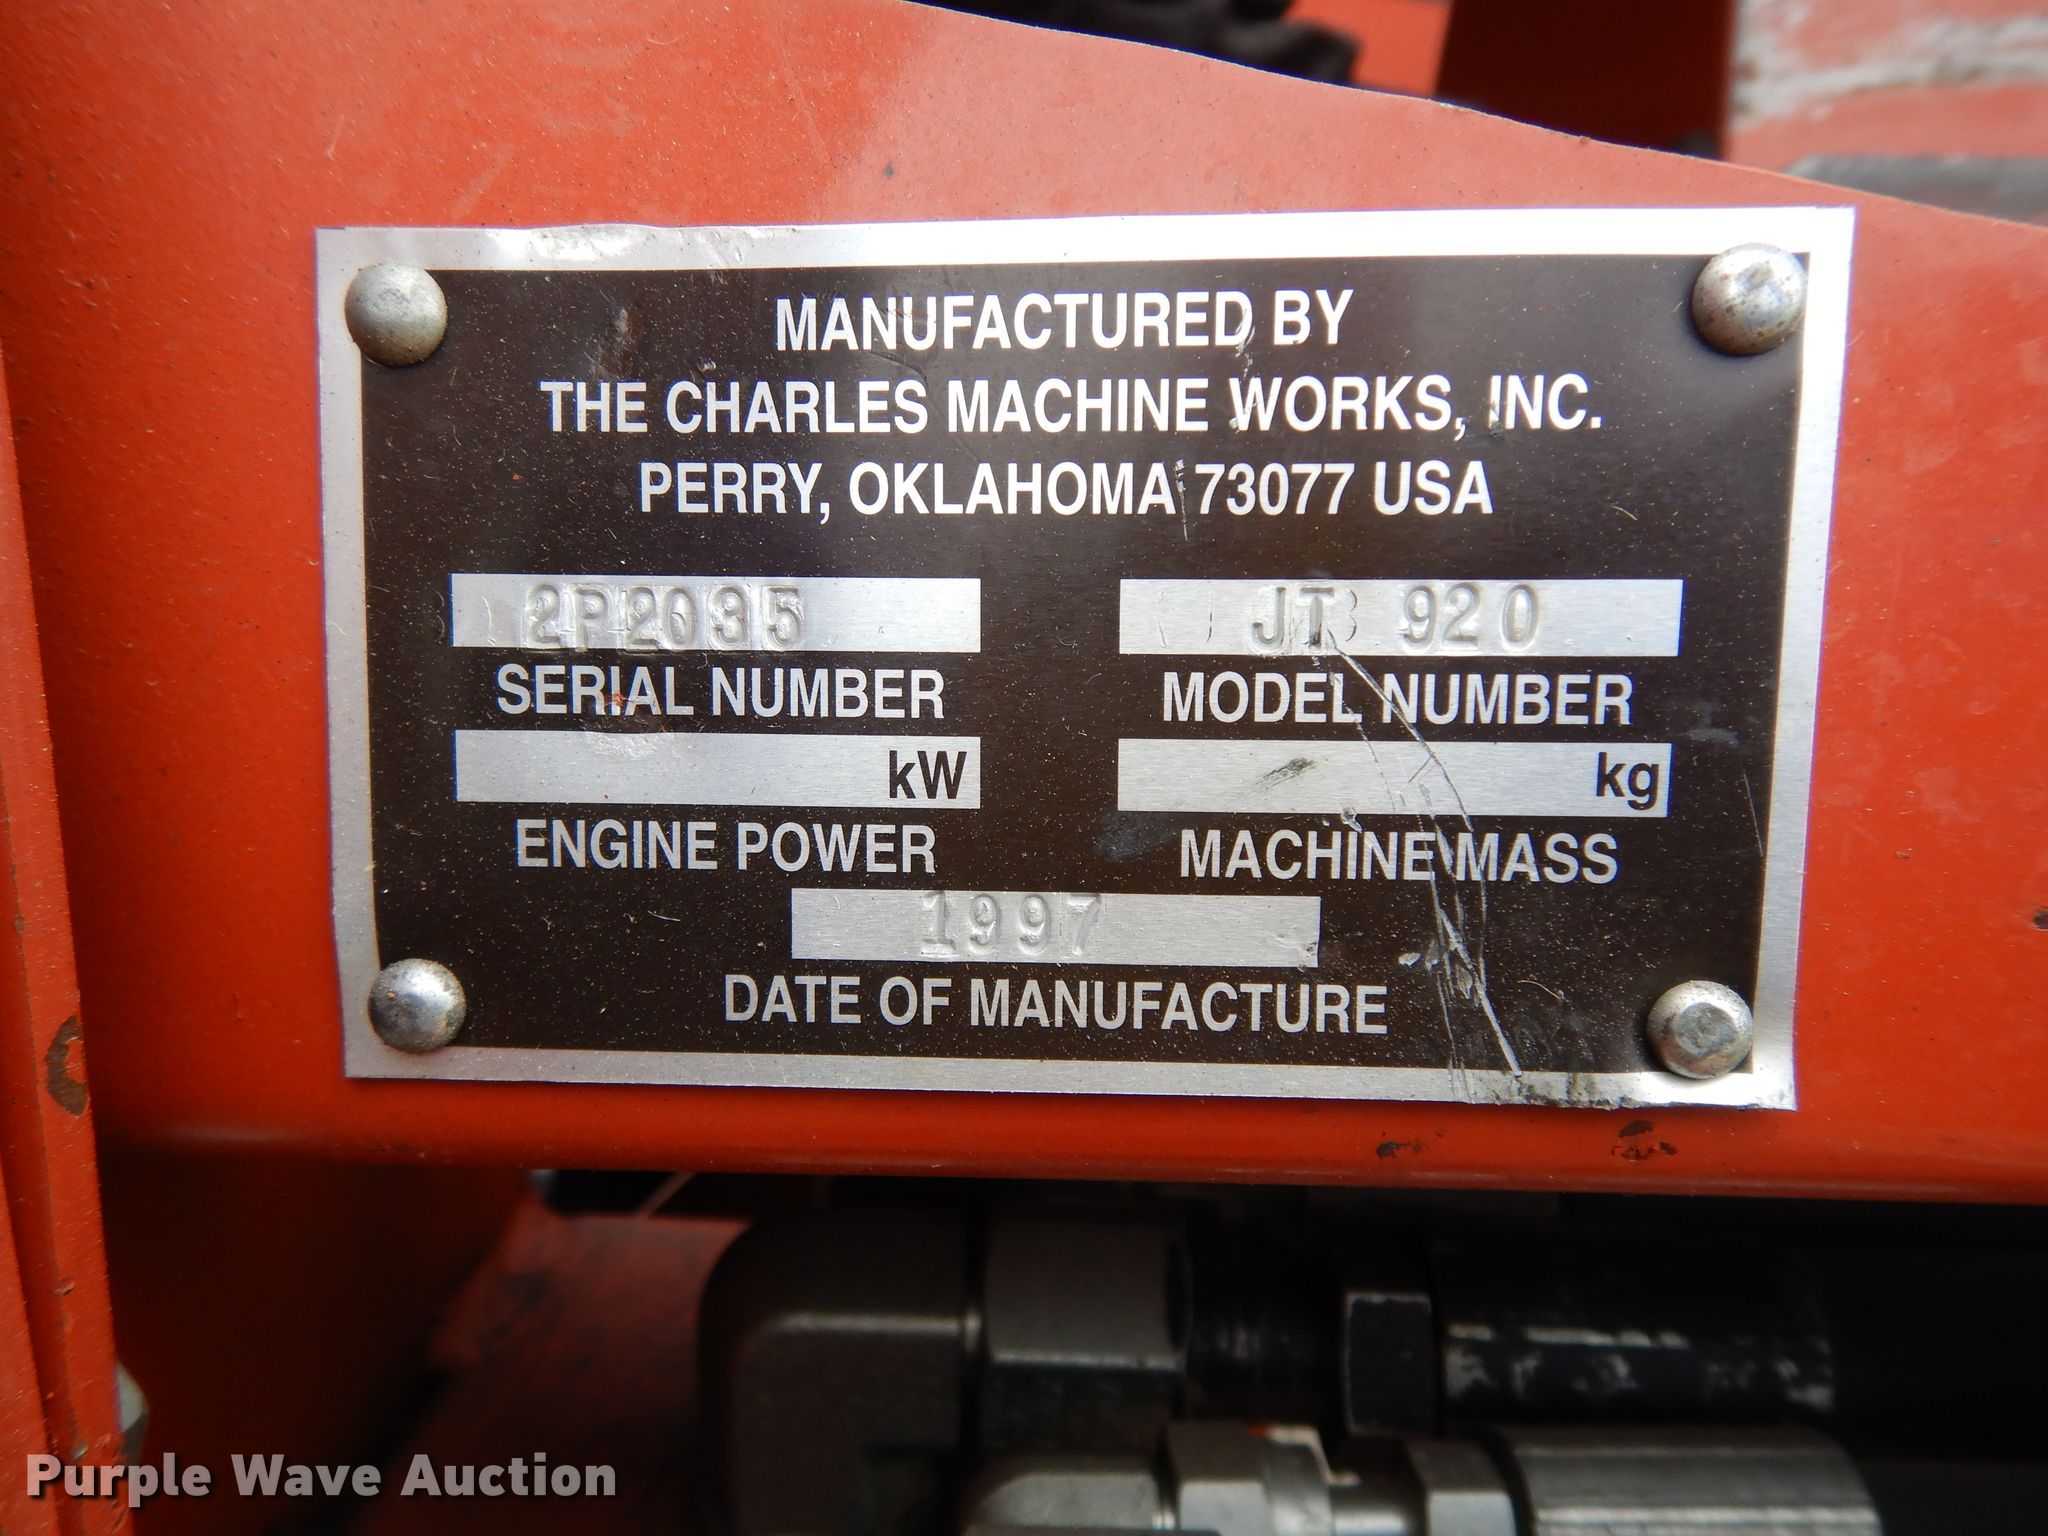 MANUFACTURED BY
THE CHARLES MACHINE WORKS, INC.
PERRY, OKLAHOMA 73077 USA
2P2035 JT 920
SERIAL NUMBER MODEL NUMBER
kW kg
ENGINE POWER MACHINE MASS
1997
DATE OF MANUFACTURE
Purple Wave Auction